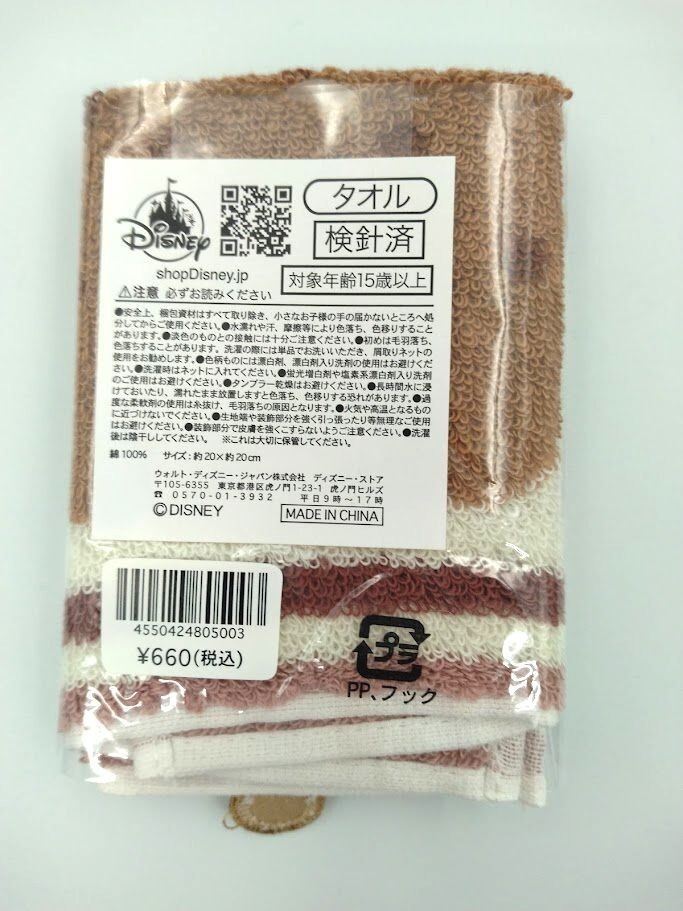 Disney
shopDisney.jp
タオル
検針済
対象年齢15歳以上
⚠注意 必ずお読みください
●安全上、梱包資材はすべて取り除き、小さなお子様の手の届かないところへ処
分してからご使用ください。●水濡れや汗、摩擦等により色落ち、色移りすること
があります。●淡色のものとの接触には十分ご注意ください。●初めは毛羽落ち、
色落ちすることがあります。洗濯の際には単品でお洗いいただき、屑取りネットの
使用をお勧めします。●色柄ものには漂白剤、漂白剤入り洗剤の使用はお避けくだ
さい。●洗濯時はネットに入れてください。●蛍光増白剤や塩素系漂白剤入り洗剤
のご使用はお避けください。●タンブラー乾燥はお避けください。●長時間水に浸
けておいたり、濡れたまま放置しますと色落ち、色移りする恐れがあります。●過
度な柔軟剤の使用は糸抜け、毛羽落ちの原因となります。●火気や高温となるもの
に近づけないでください。●生地端や装飾部分を強く引っ張ったり等無理なご使用
はお避けください。●装飾部分で皮膚を強くこすらないようご注意ください。●洗濯
後は陰干ししてください。 ※これは大切に保管してください。
綿100% サイズ:約20×約20cm
ウォルト・ディズニー・ジャパン株式会社 ディズニー・ストア
〒105-6355 東京都港区虎ノ門1-23-1 虎ノ門ヒルズ
☎ 0570-01-3932 平日9時～17時
©DISNEY
MADE IN CHINA
4550424805003
¥660(税込)
プラ
PP、フック